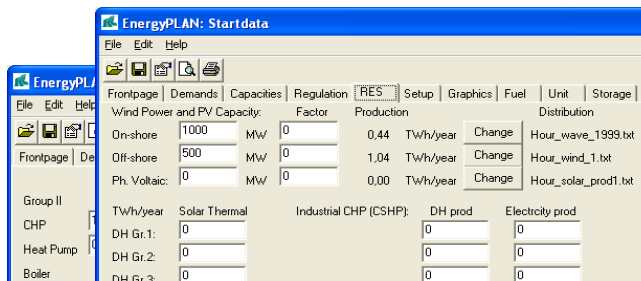 EnergyPLAN: Startdata
File Edit Help
Frontpage Demands Capacities Regulation RES Setup Graphics Fuel Unit Storage
Wind Power and PV Capacity: Factor Production Distribution
On-shore 1000 MW 0 0,44 TWh/year Change Hour_wave_1999.txt
Off-shore 500 MW 0 1,04 TWh/year Change Hour_wind_1.txt
Ph. Voltaic: 0 MW 0 0,00 TWh/year Change Hour_solar_prod1.txt
TWh/year Solar Thermal Industrial CHP (CSHP): DH prod Electrcity prod
DH Gr.1: 0 0 0
DH Gr.2: 0 0 0
DH Gr.3: 0 0 0
EnergyPLA
File Edit Help
Frontpage De
Group II
CHP
Heat Pump
Boiler